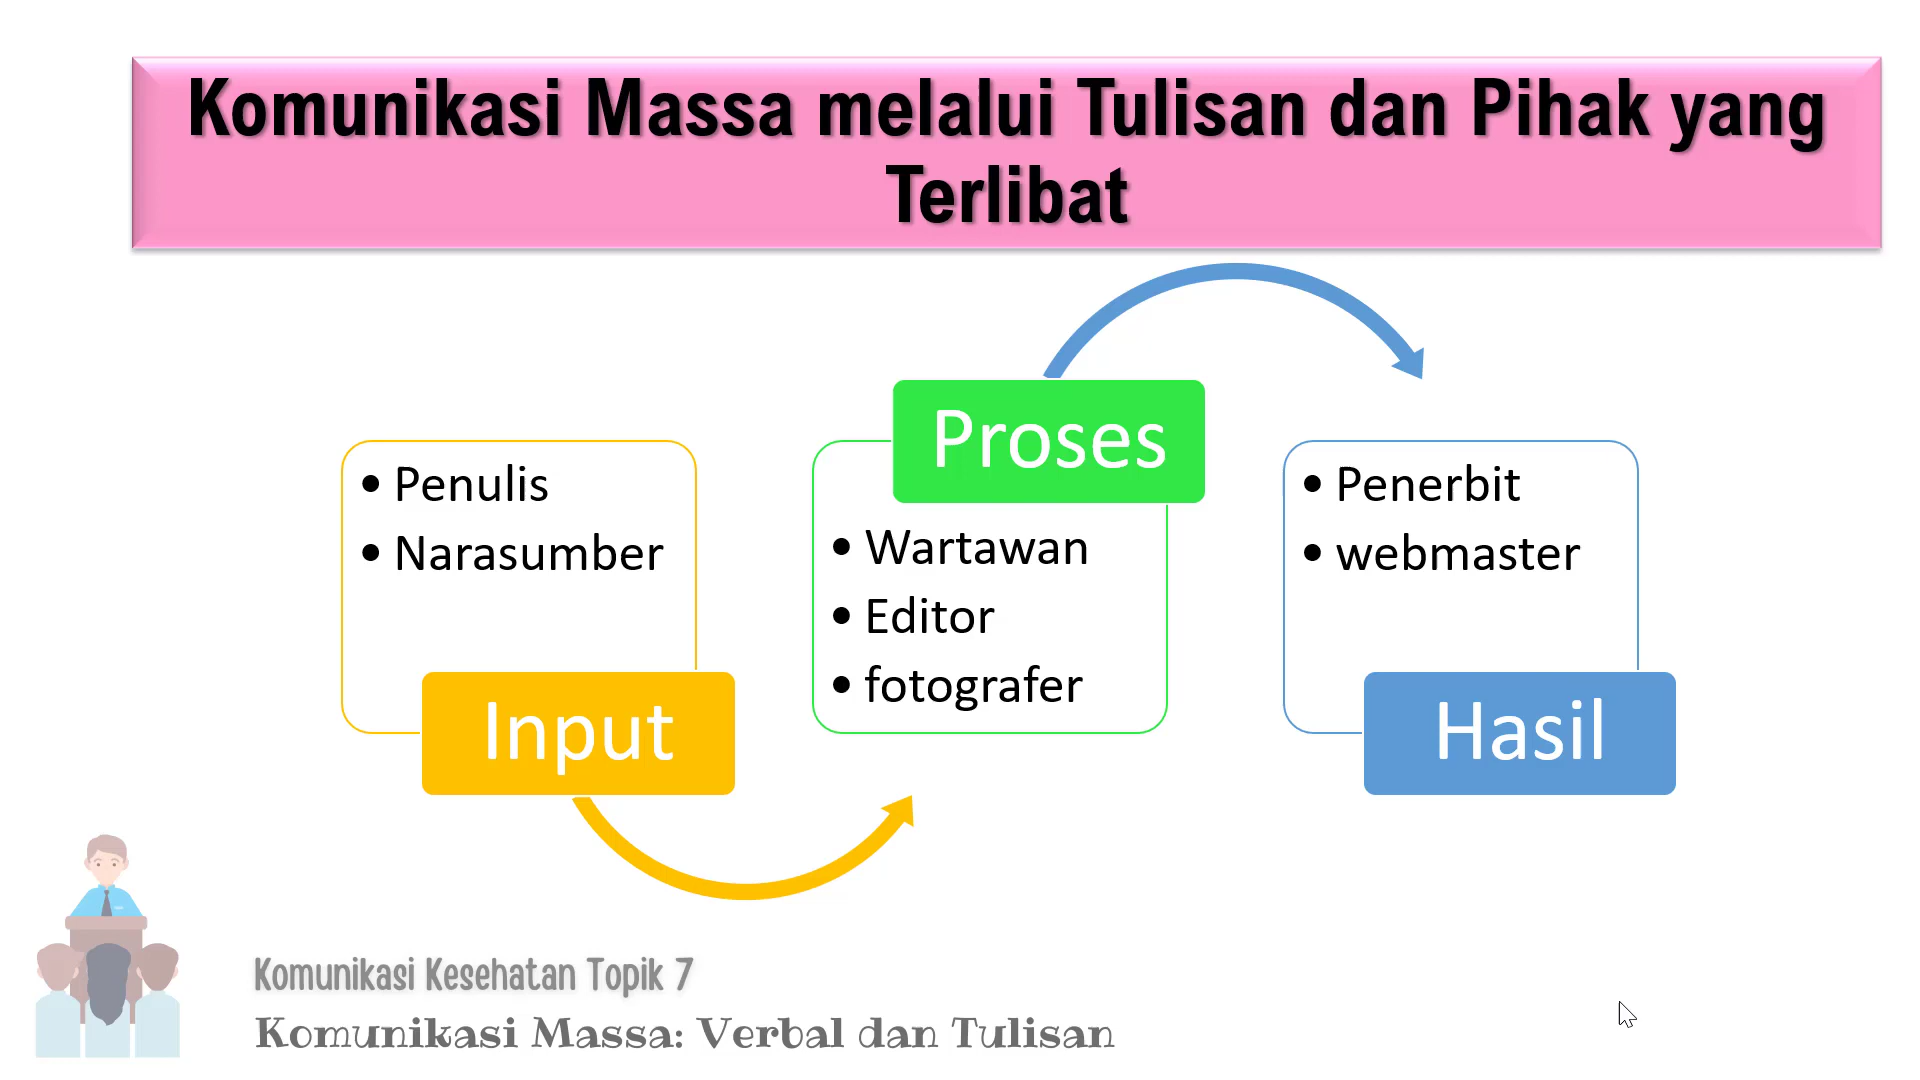 Komunikasi Massa melalui Tulisan dan Pihak yang
Terlibat
• Penulis
• Narasumber
Input
Proses
• Wartawan
• Editor
• fotografer
• Penerbit
• webmaster
Hasil
Komunikasi Kesehatan Topik 7
Komunikasi Massa: Verbal dan Tulisan